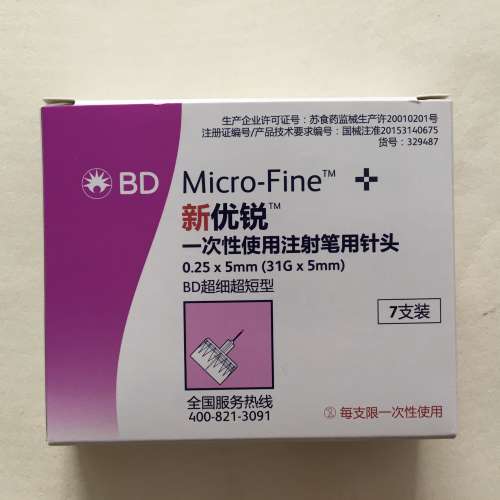 生产企业许可证号：苏食药监械生产许20010201号
注册证编号/产品技术要求编号：国械注准20153140675
货号：329487
BD
Micro-Fine™ +
新优锐™
一次性使用注射笔用针头
0.25 x 5mm (31G x 5mm)
BD超细超短型
7支装
全国服务热线
400-821-3091
每支限一次性使用